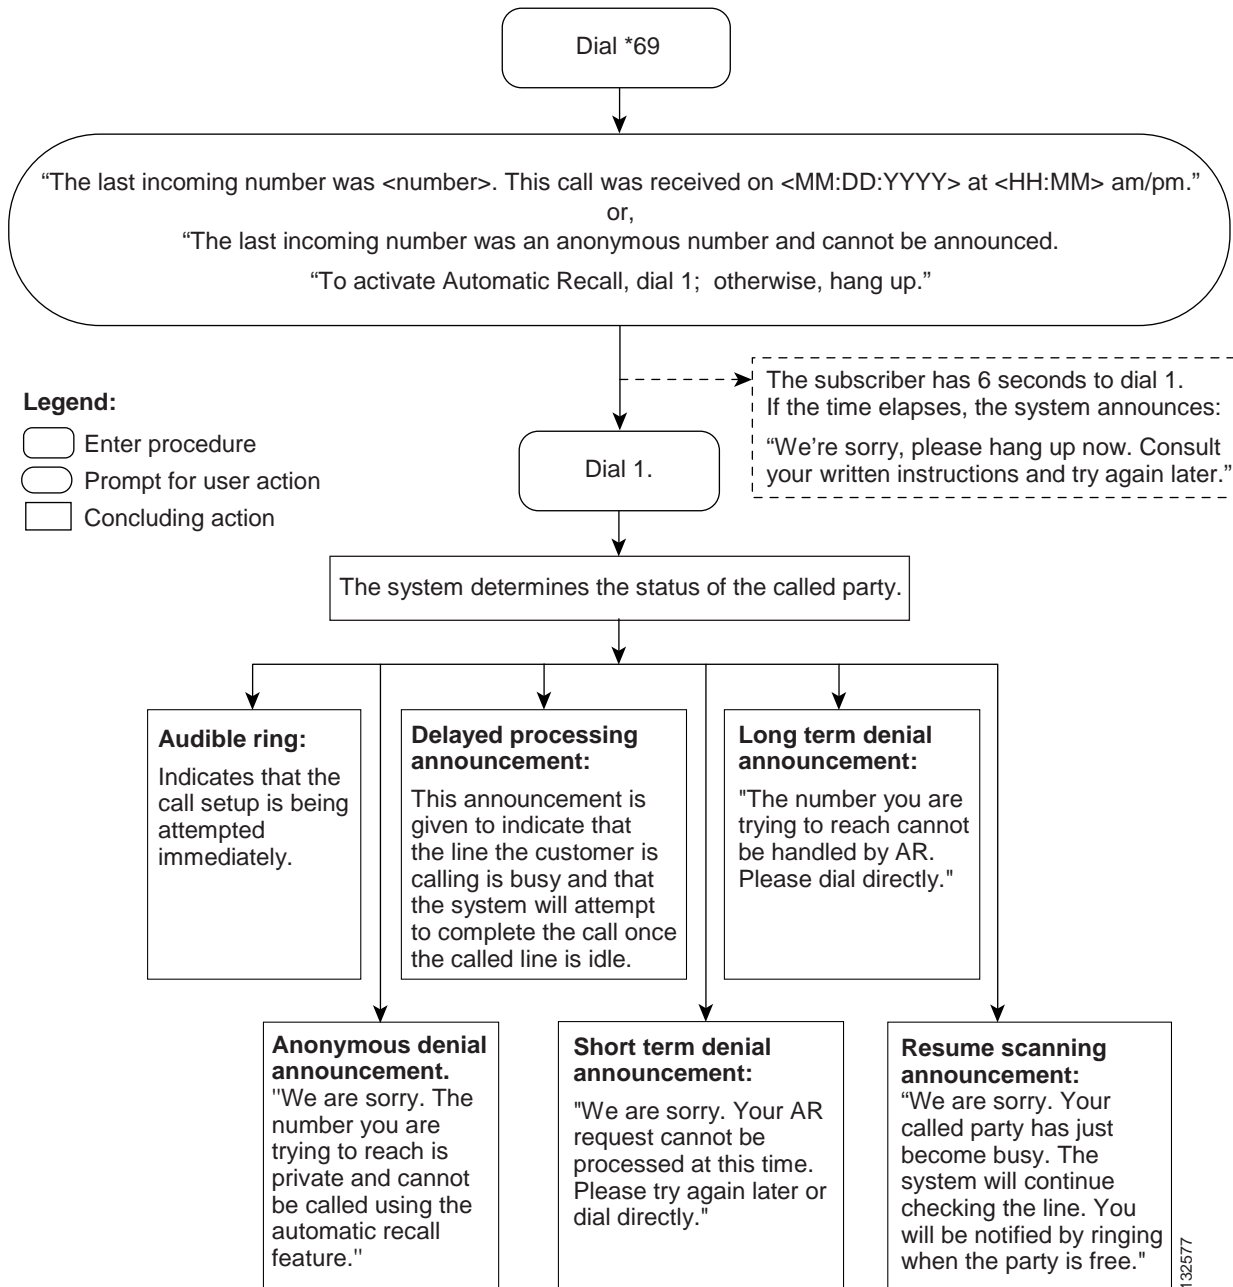 Dial *69
“The last incoming number was <number>. This call was received on <MM:DD:YYYY> at <HH:MM> am/pm.”
or,
“The last incoming number was an anonymous number and cannot be announced.
“To activate Automatic Recall, dial 1; otherwise, hang up.”
The subscriber has 6 seconds to dial 1.
If the time elapses, the system announces:
“We’re sorry, please hang up now. Consult
your written instructions and try again later.”
Legend:
Enter procedure
Prompt for user action
Concluding action
Dial 1.
The system determines the status of the called party.
Audible ring:
Indicates that the
call setup is being
attempted
immediately.
Delayed processing
announcement:
This announcement is
given to indicate that
the line the customer is
calling is busy and that
the system will attempt
to complete the call once
the called line is idle.
Long term denial
announcement:
"The number you are
trying to reach cannot
be handled by AR.
Please dial directly."
Anonymous denial
announcement.
"We are sorry. The
number you are
trying to reach is
private and cannot
be called using the
automatic recall
feature."
Short term denial
announcement:
"We are sorry. Your AR
request cannot be
processed at this time.
Please try again later or
dial directly."
Resume scanning
announcement:
“We are sorry. Your
called party has just
become busy. The
system will continue
checking the line. You
will be notified by ringing
when the party is free."
132577